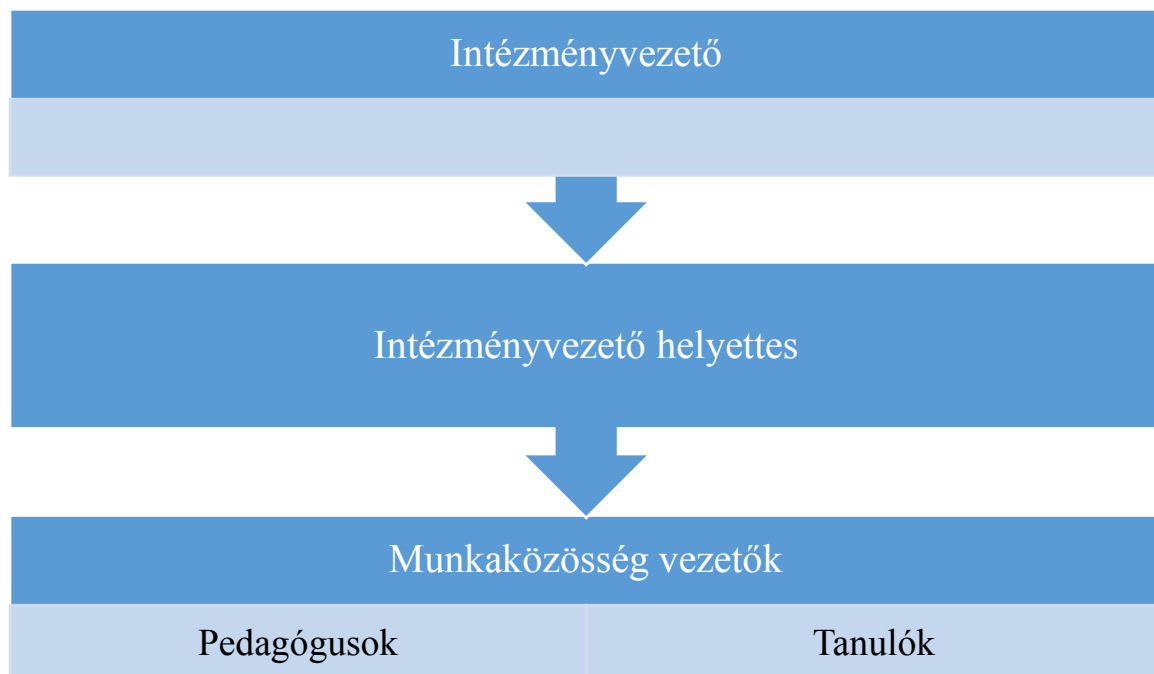 Intézményvezető
Intézményvezető helyettes
Munkaközösség vezetők
Pedagógusok
Tanulók